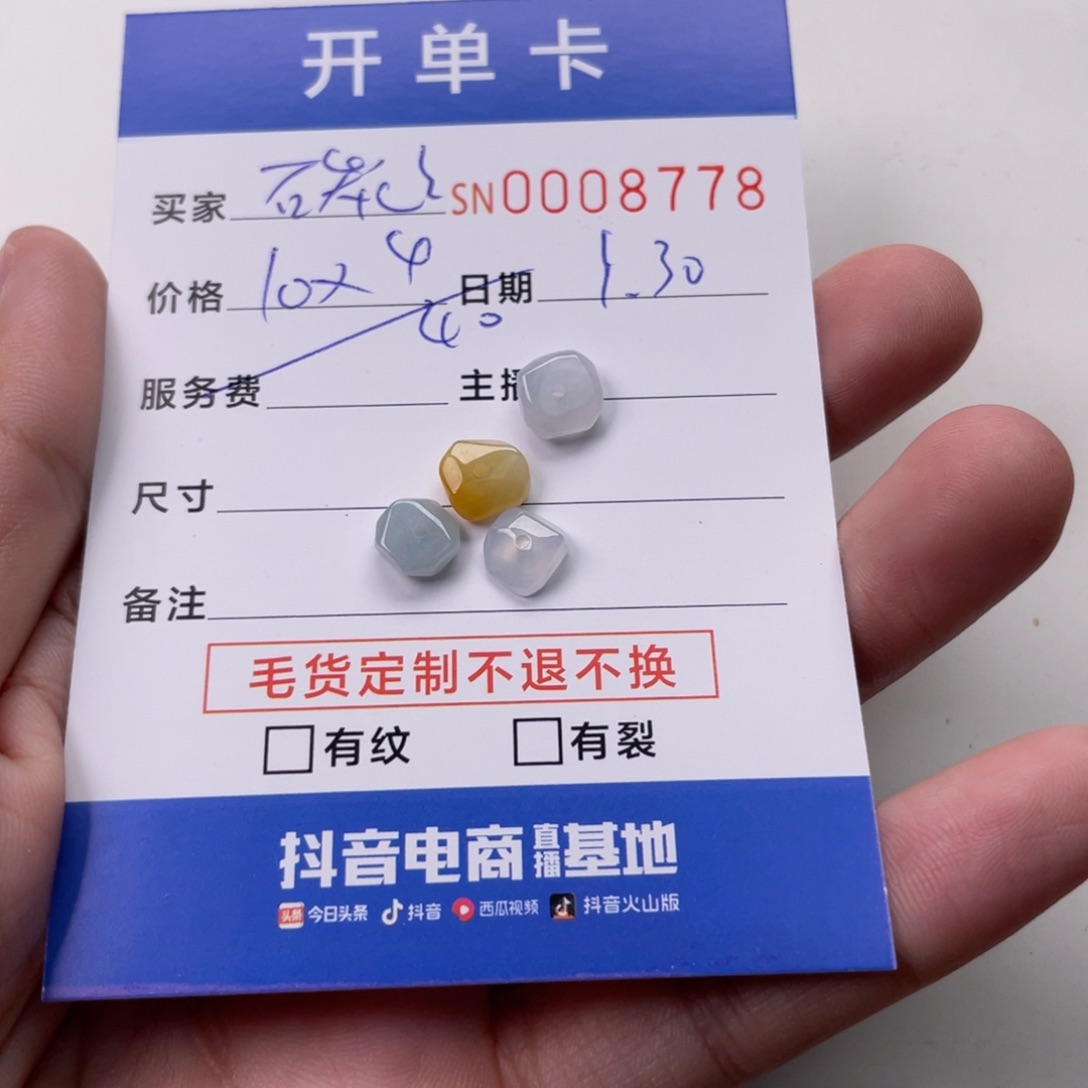 开单卡
买家 SN0008778
价格 10x4 日期 1.30
40
服务费 主播
尺寸
备注
毛货定制不退不换
有纹 有裂
抖音电商直播基地
头条 今日头条 抖音 西瓜视频 抖音火山版